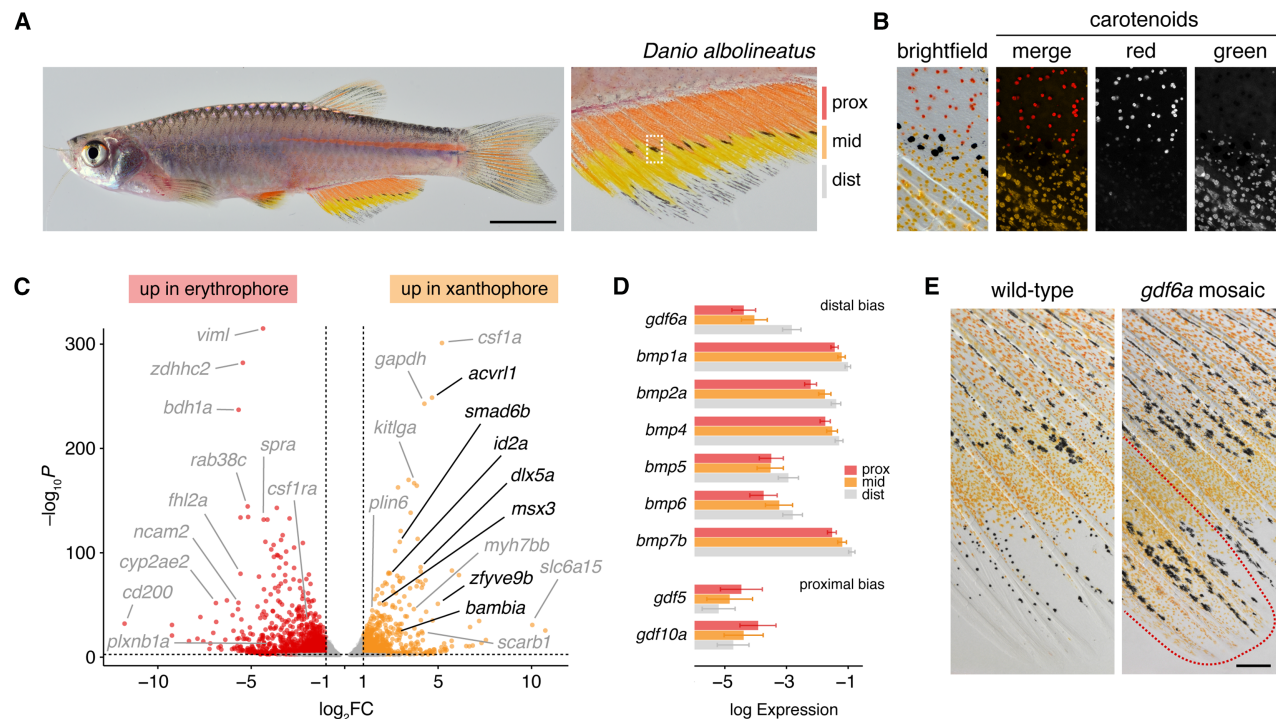 A
Danio albolineatus
prox
mid
dist
B
carotenoids
brightfield
merge
red
green
C
up in erythrophore
up in xanthophore
viml
zdhhc2
bdh1a
rab38c
spra
fhl2a
csf1ra
ncam2
cyp2ae2
cd200
plxnb1a
csf1a
gapdh
acvrl1
smad6b
kitlga
id2a
dlx5a
plin6
msx3
myh7bb
slc6a15
zfyve9b
bambia
scarb1
−log10P
300
200
100
0
−10
−5
−1
1
5
10
log2FC
D
distal bias
gdf6a
bmp1a
bmp2a
bmp4
bmp5
bmp6
bmp7b
prox
mid
dist
proximal bias
gdf5
gdf10a
−5
−3
−1
log Expression
E
wild-type
gdf6a mosaic